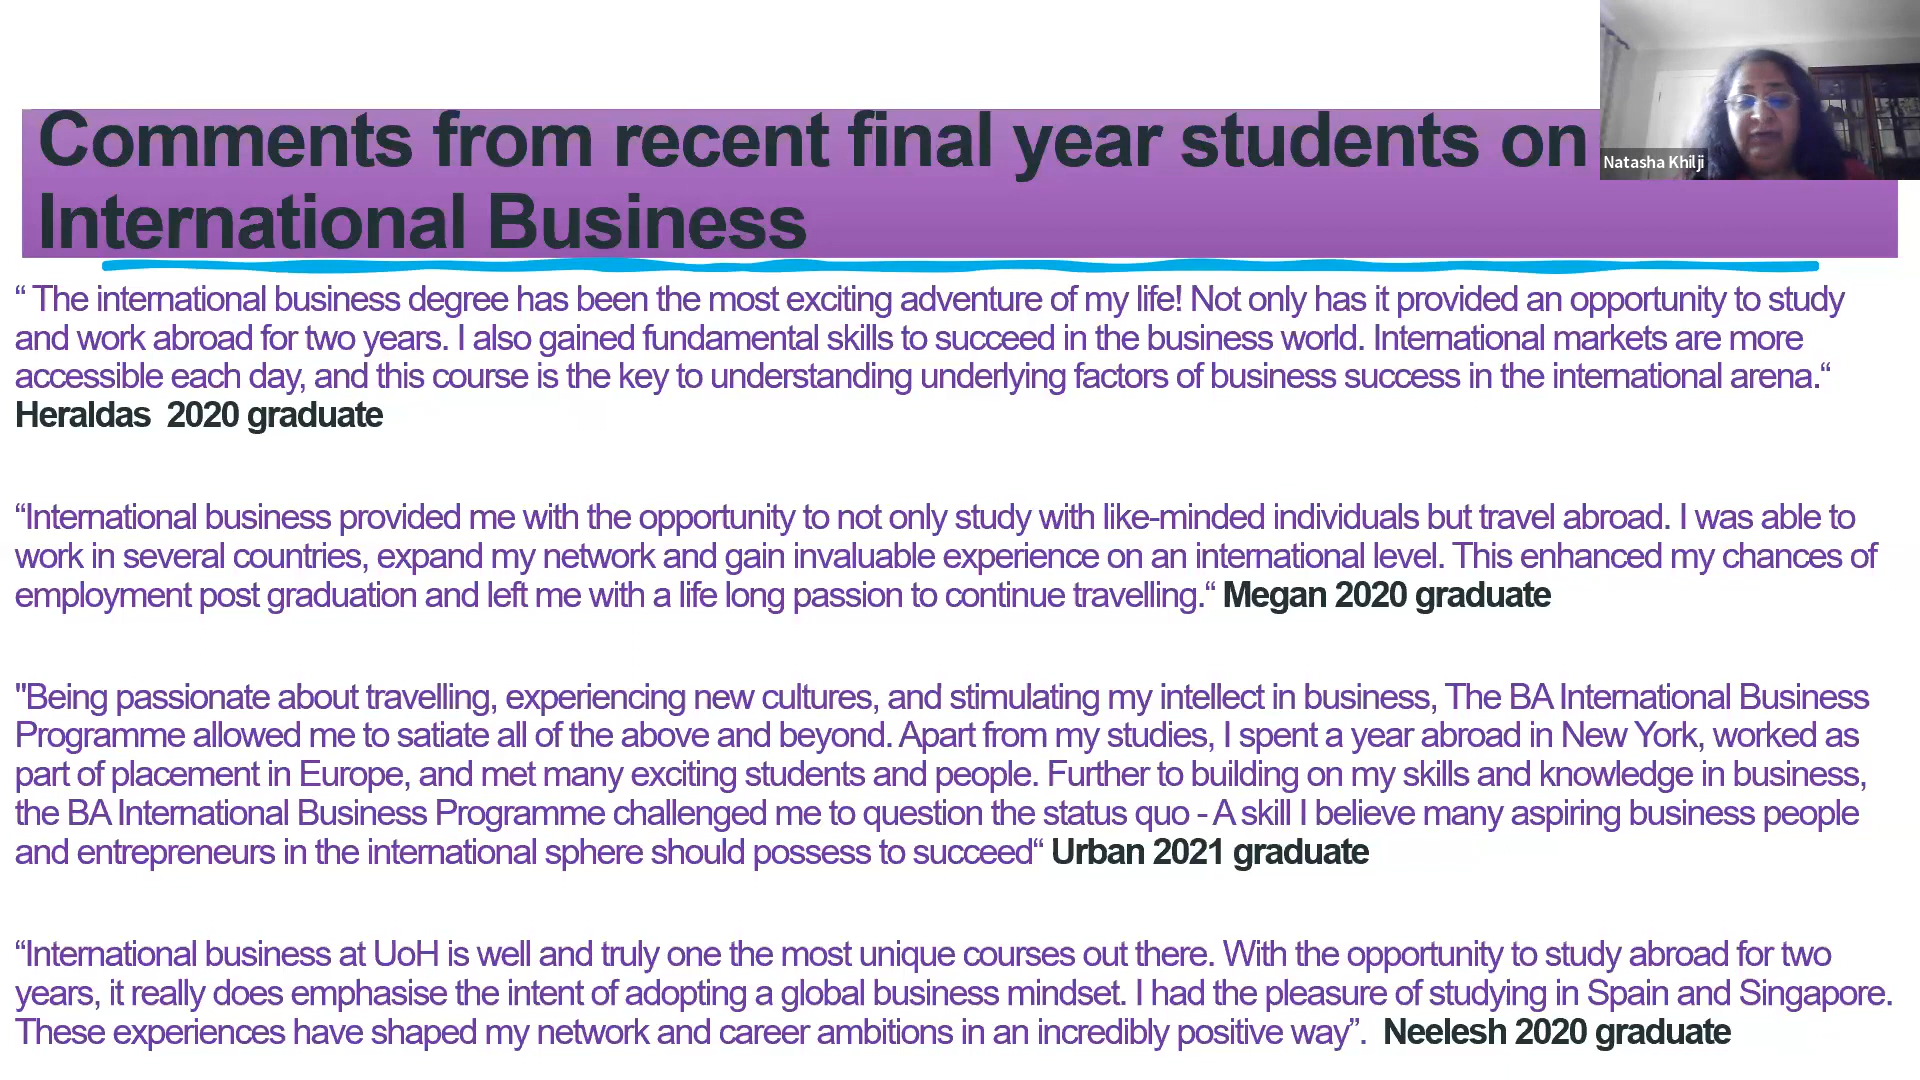 Comments from recent final year students on
International Business
Natasha Khilji
“ The international business degree has been the most exciting adventure of my life! Not only has it provided an opportunity to study
and work abroad for two years. I also gained fundamental skills to succeed in the business world. International markets are more
accessible each day, and this course is the key to understanding underlying factors of business success in the international arena.“
Heraldas  2020 graduate
“International business provided me with the opportunity to not only study with like-minded individuals but travel abroad. I was able to
work in several countries, expand my network and gain invaluable experience on an international level. This enhanced my chances of
employment post graduation and left me with a life long passion to continue travelling.“ Megan 2020 graduate
"Being passionate about travelling, experiencing new cultures, and stimulating my intellect in business, The BA International Business
Programme allowed me to satiate all of the above and beyond. Apart from my studies, I spent a year abroad in New York, worked as
part of placement in Europe, and met many exciting students and people. Further to building on my skills and knowledge in business,
the BA International Business Programme challenged me to question the status quo - A skill I believe many aspiring business people
and entrepreneurs in the international sphere should possess to succeed“ Urban 2021 graduate
“International business at UoH is well and truly one the most unique courses out there. With the opportunity to study abroad for two
years, it really does emphasise the intent of adopting a global business mindset. I had the pleasure of studying in Spain and Singapore.
These experiences have shaped my network and career ambitions in an incredibly positive way”.  Neelesh 2020 graduate